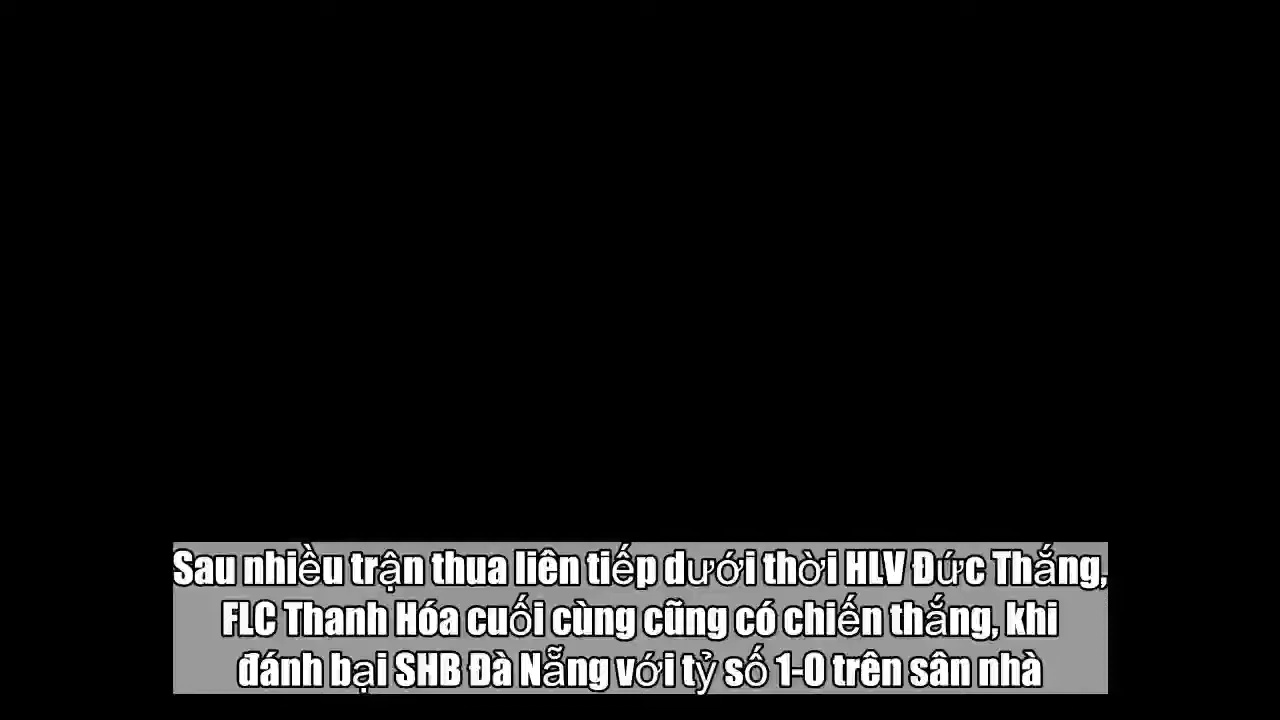 Sau nhiều trận thua liên tiếp dưới thời HLV Đức Thắng,
FLC Thanh Hóa cuối cùng cũng có chiến thắng, khi
đánh bại SHB Đà Nẵng với tỷ số 1-0 trên sân nhà